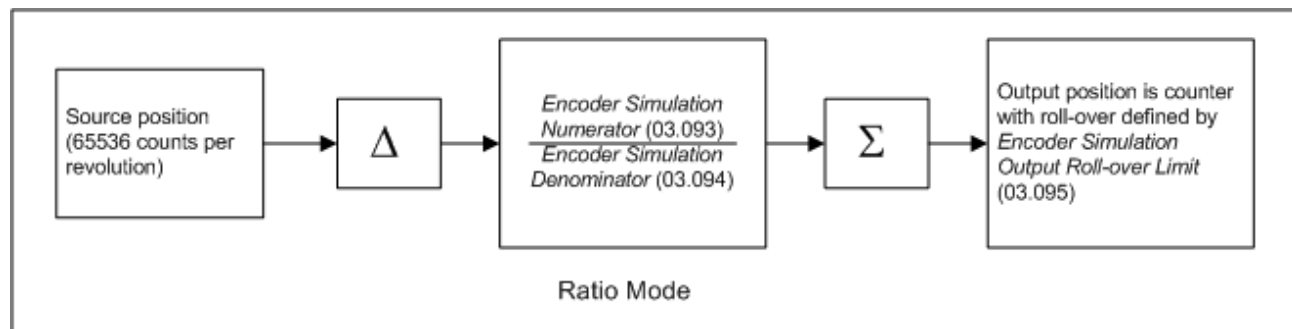 Source position
(65536 counts per
revolution)
Δ
Encoder Simulation
Numerator (03.093)
Encoder Simulation
Denominator (03.094)
Σ
Output position is counter
with roll-over defined by
Encoder Simulation
Output Roll-over Limit
(03.095)
Ratio Mode